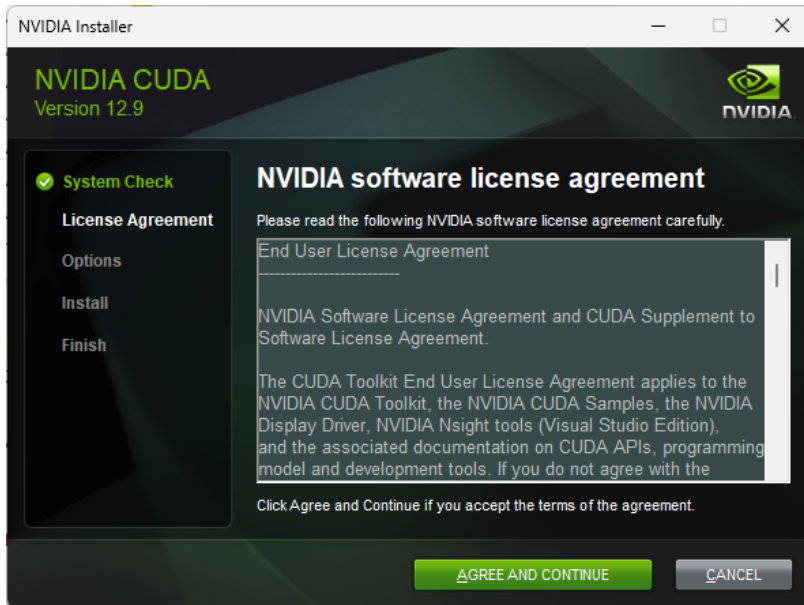 NVIDIA Installer
NVIDIA CUDA
Version 12.9
NVIDIA.
System Check
License Agreement
Options
Install
Finish
NVIDIA software license agreement
Please read the following NVIDIA software license agreement carefully.
End User License Agreement
--------------------------
NVIDIA Software License Agreement and CUDA Supplement to
Software License Agreement.
The CUDA Toolkit End User License Agreement applies to the
NVIDIA CUDA Toolkit, the NVIDIA CUDA Samples, the NVIDIA
Display Driver, NVIDIA Nsight tools (Visual Studio Edition),
and the associated documentation on CUDA APIs, programming
model and development tools. If you do not agree with the
Click Agree and Continue if you accept the terms of the agreement.
AGREE AND CONTINUE
CANCEL